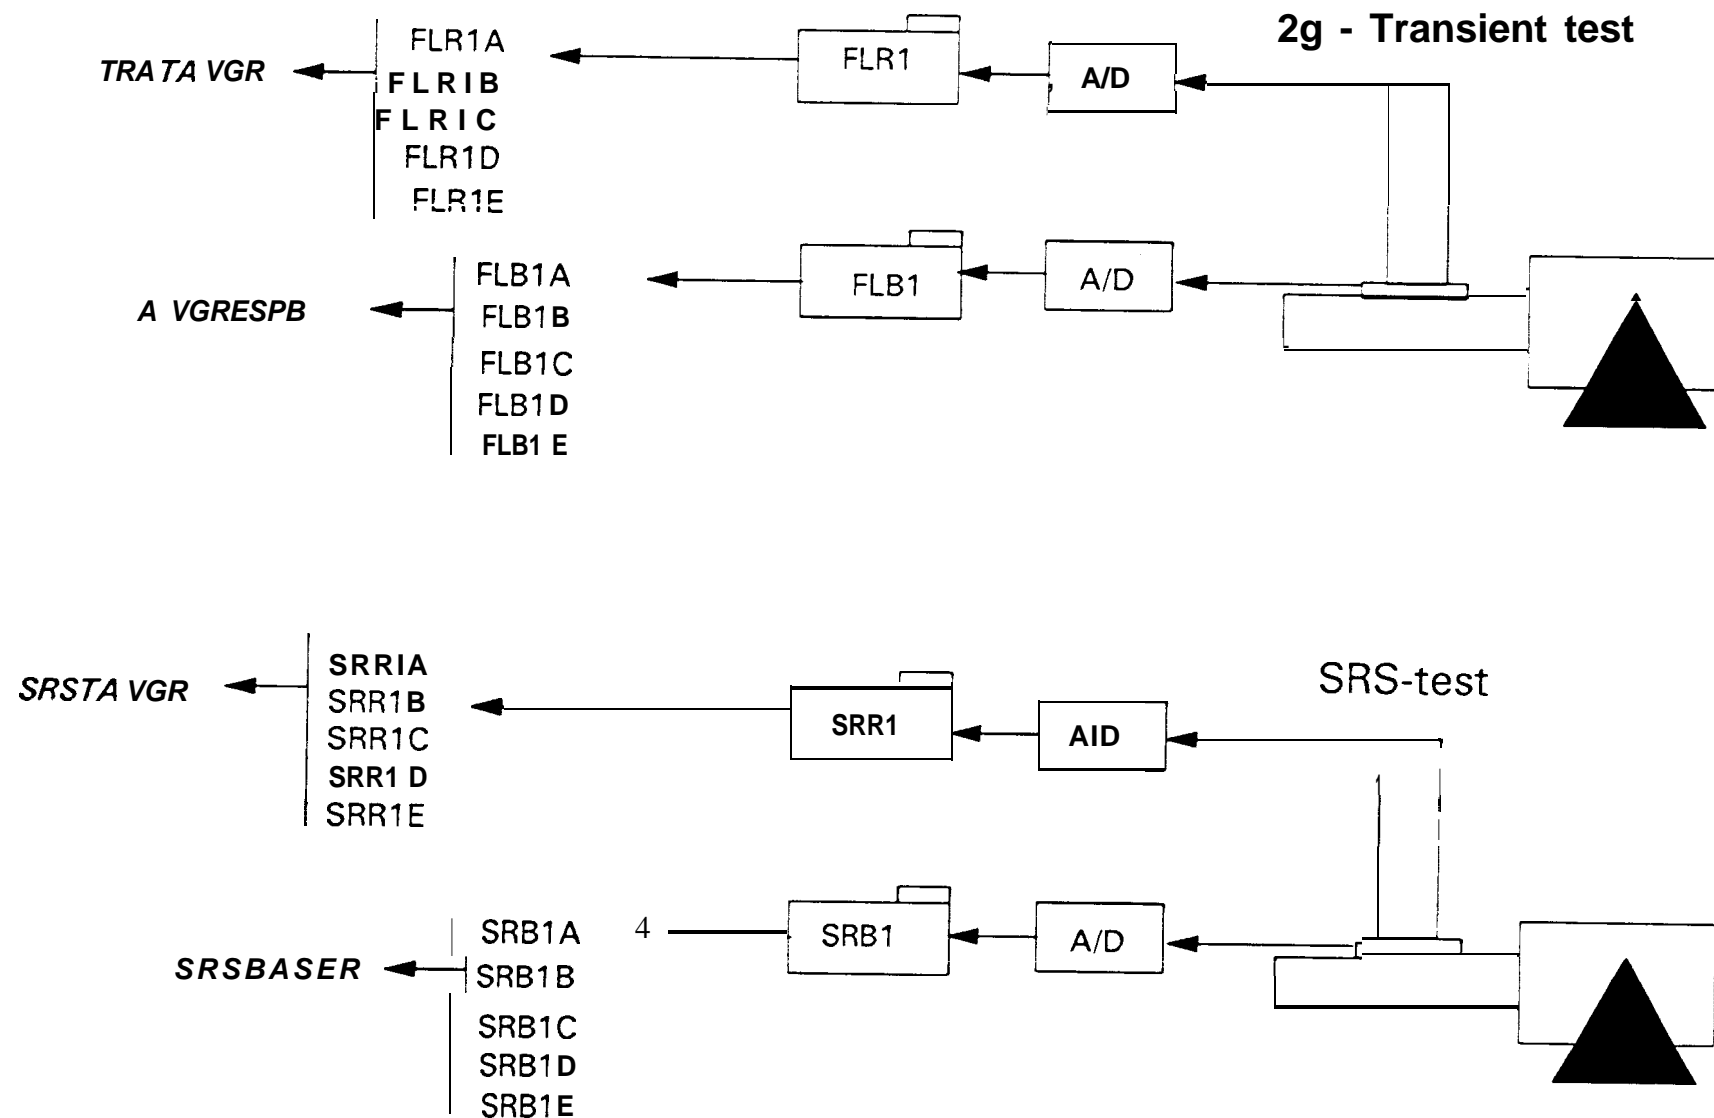 2g - Transient test
FLR1A
FLR1
A/D
TRATA VGR
FLRIB
FLRIC
FLR1D
FLR1E
FLB1A
FLB1
A/D
A VGRESPB
FLB1B
FLB1C
FLB1D
FLB1 E
SRS-test
SRRIA
SRSTA VGR
SRR1B
SRR1
AID
SRR1C
SRR1 D
SRR1E
SRB1A
4
SRB1
A/D
SRSBASER
SRB1B
SRB1C
SRB1D
SRB1E